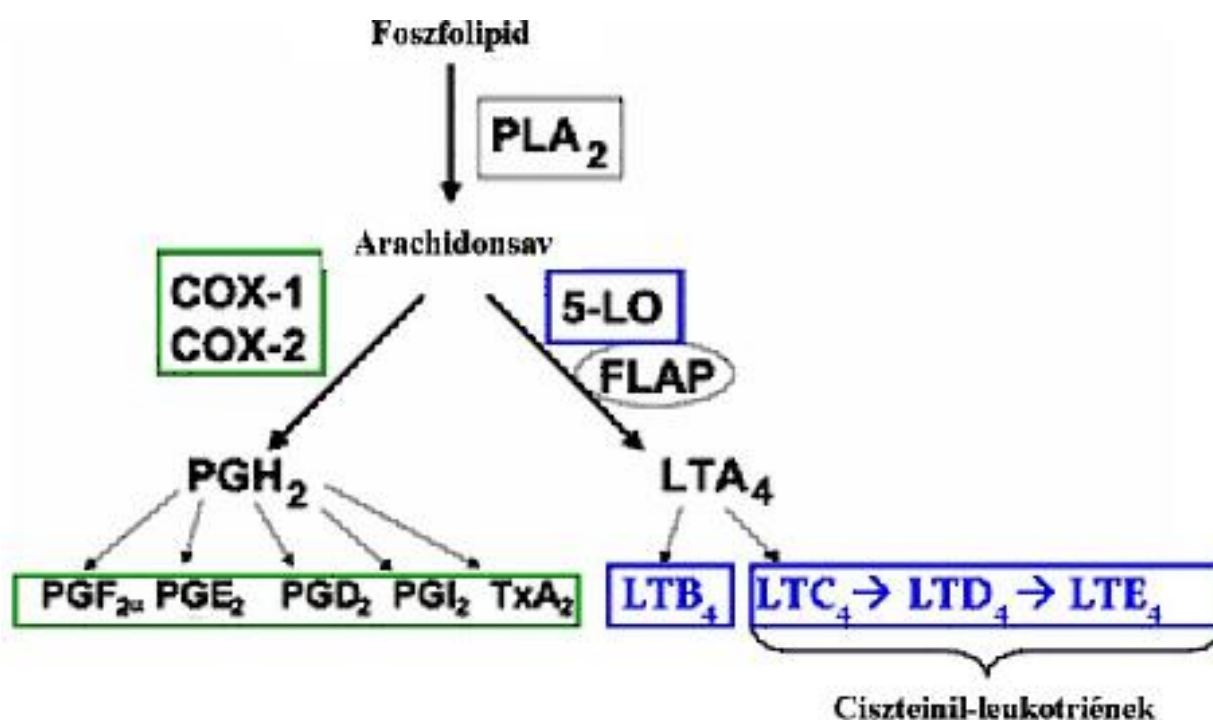 Foszfolipid
PLA₂
Arachidonsav
COX-1
COX-2
5-LO
FLAP
PGH₂
LTA₄
PGF₂α PGE₂ PGD₂ PGI₂ TxA₂
LTB₄
LTC₄→ LTD₄→ LTE₄
Ciszteinil-leukotriének